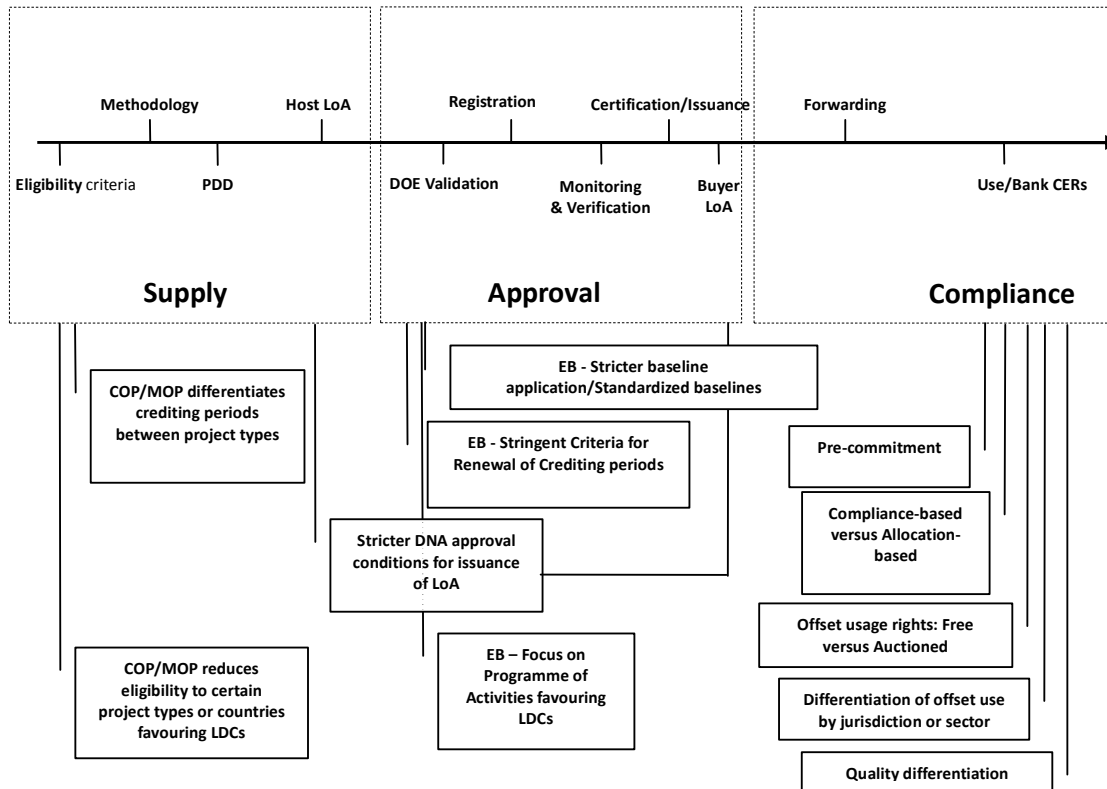 Methodology
Host LoA
Registration
Certification/Issuance
Forwarding
Eligibility criteria
PDD
DOE Validation
Monitoring
& Verification
Buyer
LoA
Use/Bank CERs
Supply
Approval
Compliance
COP/MOP differentiates
crediting periods
between project types
EB - Stricter baseline
application/Standardized baselines
EB - Stringent Criteria for
Renewal of Crediting periods
Stricter DNA approval
conditions for issuance
of LoA
EB – Focus on
Programme of
Activities favouring
LDCs
COP/MOP reduces
eligibility to certain
project types or countries
favouring LDCs
Pre-commitment
Compliance-based
versus Allocation-
based
Offset usage rights: Free
versus Auctioned
Differentiation of offset use
by jurisdiction or sector
Quality differentiation